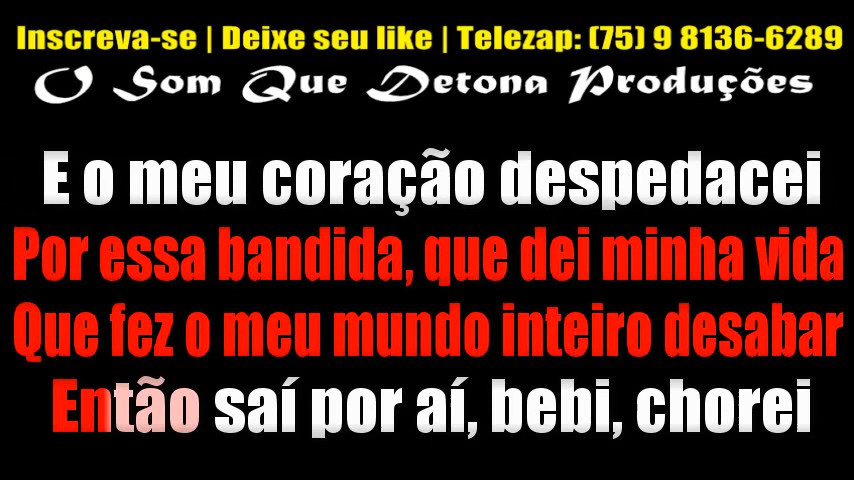 Inscreva-se | Deixe seu like | Telezap: (75) 9 8136-6289
O Som Que Detona Produções
E o meu coração despedacei
Por essa bandida, que dei minha vida
Que fez o meu mundo inteiro desabar
Então saí por aí, bebi, chorei